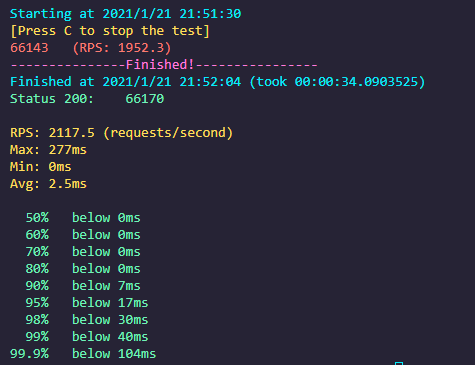 Starting at 2021/1/21 21:51:30
[Press C to stop the test]
66143   (RPS: 1952.3)
---------------Finished!----------------
Finished at 2021/1/21 21:52:04 (took 00:00:34.0903525)
Status 200:    66170
RPS: 2117.5 (requests/second)
Max: 277ms
Min: 0ms
Avg: 2.5ms
50%   below 0ms
60%   below 0ms
70%   below 0ms
80%   below 0ms
90%   below 7ms
95%   below 17ms
98%   below 30ms
99%   below 40ms
99.9%   below 104ms